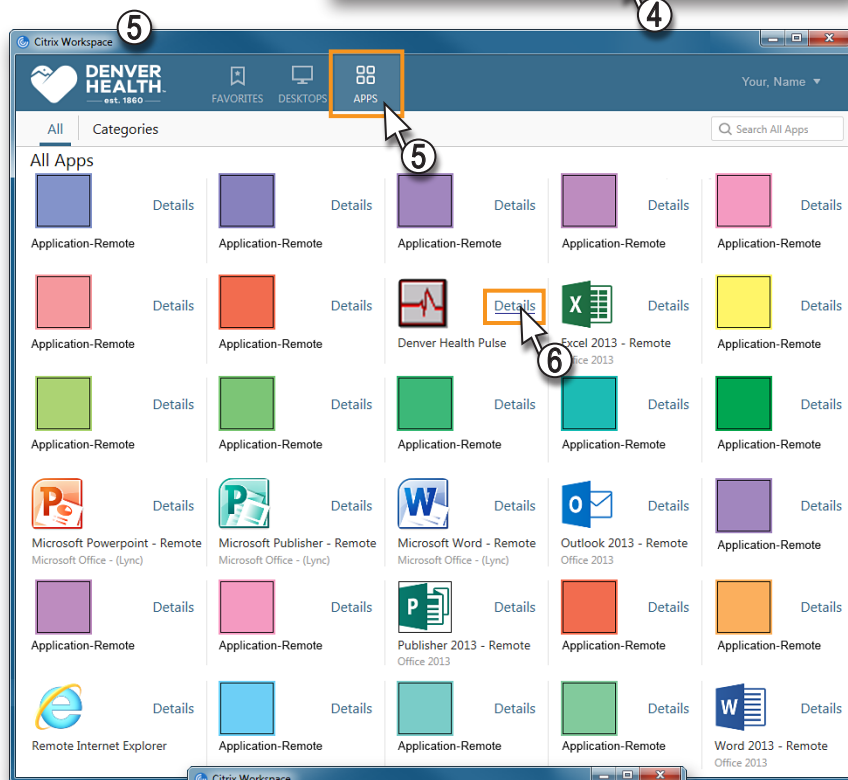 4
5
Citrix Workspace
DENVER
HEALTH.
est. 1860
FAVORITES DESKTOPS APPS
Your, Name
All Categories
Search All Apps
5
All Apps
Details Details Details Details Details
Application-Remote Application-Remote Application-Remote Application-Remote Application-Remote
Details Details Details Details Details
Application-Remote Application-Remote Denver Health Pulse Excel 2013 - Remote Application-Remote
6
2013
Details Details Details Details Details
Application-Remote Application-Remote Application-Remote Application-Remote Application-Remote
Details Details Details Details Details
Microsoft Powerpoint - Remote Microsoft Publisher - Remote Microsoft Word - Remote Outlook 2013 - Remote Application-Remote
Microsoft Office - (Lync) Microsoft Office - (Lync) Microsoft Office - (Lync) Office 2013
Details Details Details Details Details
Application-Remote Application-Remote Publisher 2013 - Remote Application-Remote Application-Remote
Office 2013
Details Details Details Details Details
Remote Internet Explorer Application-Remote Application-Remote Application-Remote Word 2013 - Remote
Office 2013
Citrix Workspace